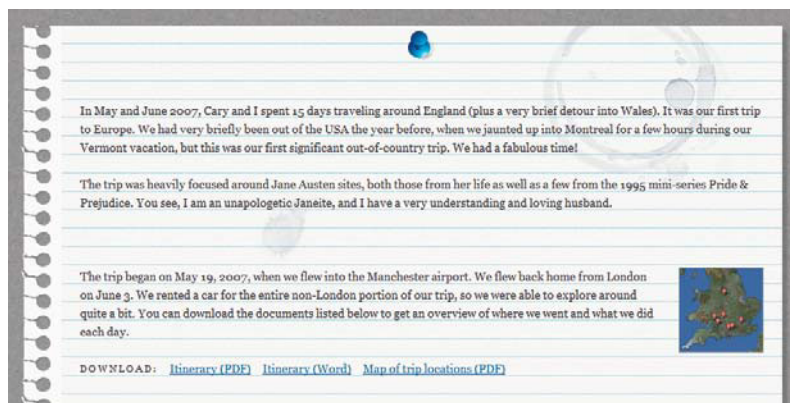 In May and June 2007, Cary and I spent 15 days traveling around England (plus a very brief detour into Wales). It was our first trip
to Europe. We had very briefly been out of the USA the year before, when we jaunted up into Montreal for a few hours during our
Vermont vacation, but this was our first significant out-of-country trip. We had a fabulous time!
The trip was heavily focused around Jane Austen sites, both those from her life as well as a few from the 1995 mini-series Pride &
Prejudice. You see, I am an unapologetic Janeite, and I have a very understanding and loving husband.
The trip began on May 19, 2007, when we flew into the Manchester airport. We flew back home from London
on June 3. We rented a car for the entire non-London portion of our trip, so we were able to explore around
quite a bit. You can download the documents listed below to get an overview of where we went and what we did
each day.
DOWNLOAD: Itinerary (PDF) Itinerary (Word) Map of trip locations (PDF)